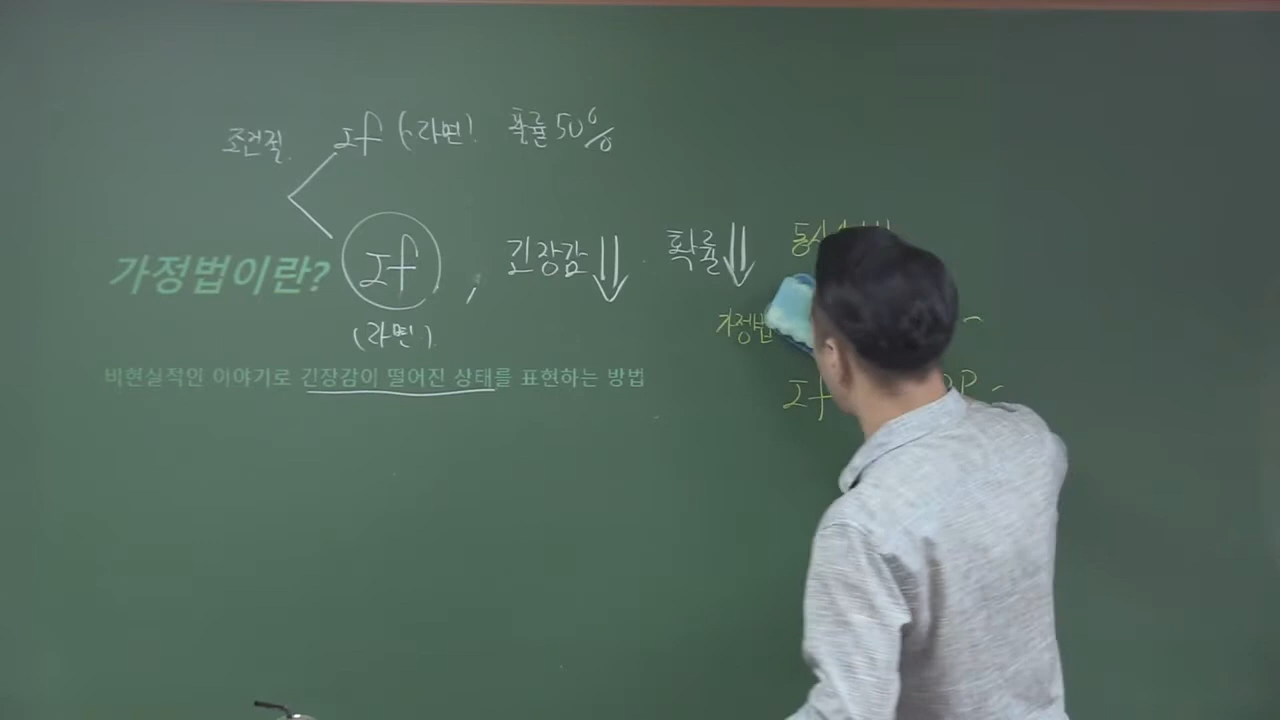 조건절. If (~라면). 확률 50%
가정법이란? If , 긴장감 ⇓ 확률 ⇓
(라면).
가정법
비현실적인 이야기로 긴장감이 떨어진 상태를 표현하는 방법
If